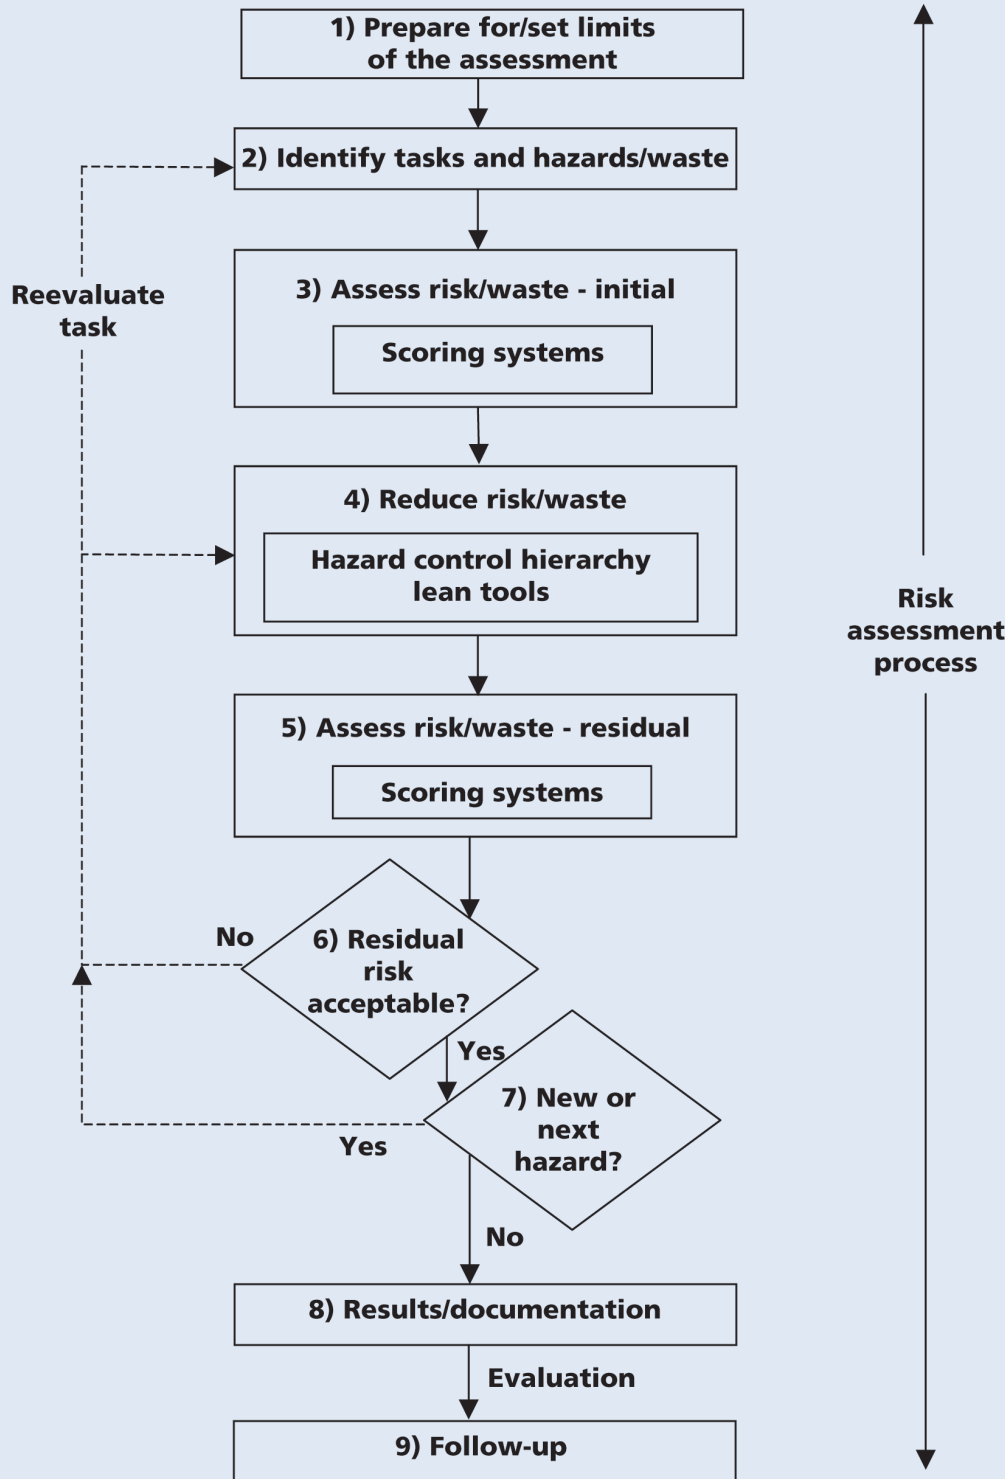 1) Prepare for/set limits
of the assessment
2) Identify tasks and hazards/waste
Reevaluate
task
3) Assess risk/waste - initial
Scoring systems
4) Reduce risk/waste
Hazard control hierarchy
lean tools
Risk
assessment
process
5) Assess risk/waste - residual
Scoring systems
No
6) Residual
risk
acceptable?
Yes
7) New or
next
hazard?
Yes
No
8) Results/documentation
Evaluation
9) Follow-up